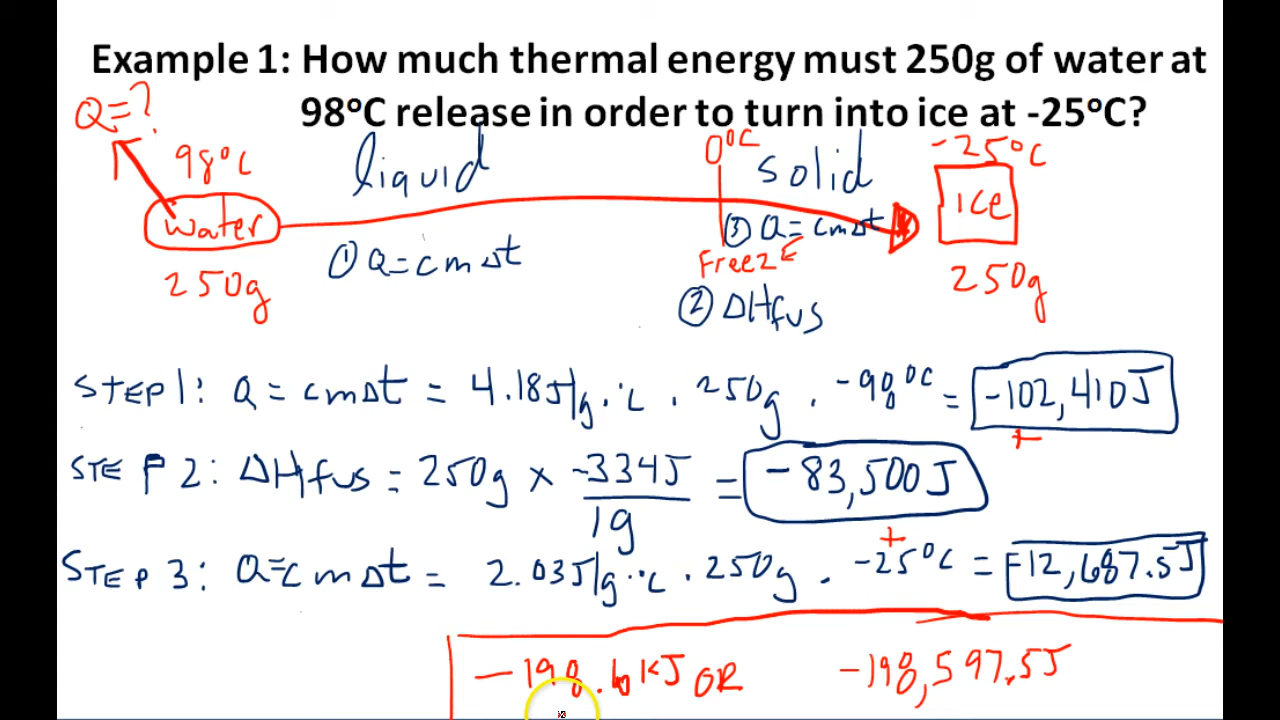 Example 1: How much thermal energy must 250g of water at
98°C release in order to turn into ice at -25°C?
Q=?
98°C
liquid
0°C
solid
-25°C
water
ice
① Q=cmΔt
③ Q=cmΔt
Freeze
250g
250g
② ΔHfus
STEP 1: Q=cmΔt = 4.18J/g·°C · 250g · -98°C = -102,410J
+
STEP 2: ΔHfus = 250g × -334J/1g = -83,500J
+
STEP 3: Q=cmΔt = 2.03J/g·°C · 250g · -25°C = -12,687.5J
-198.6kJ OR -198,597.5J